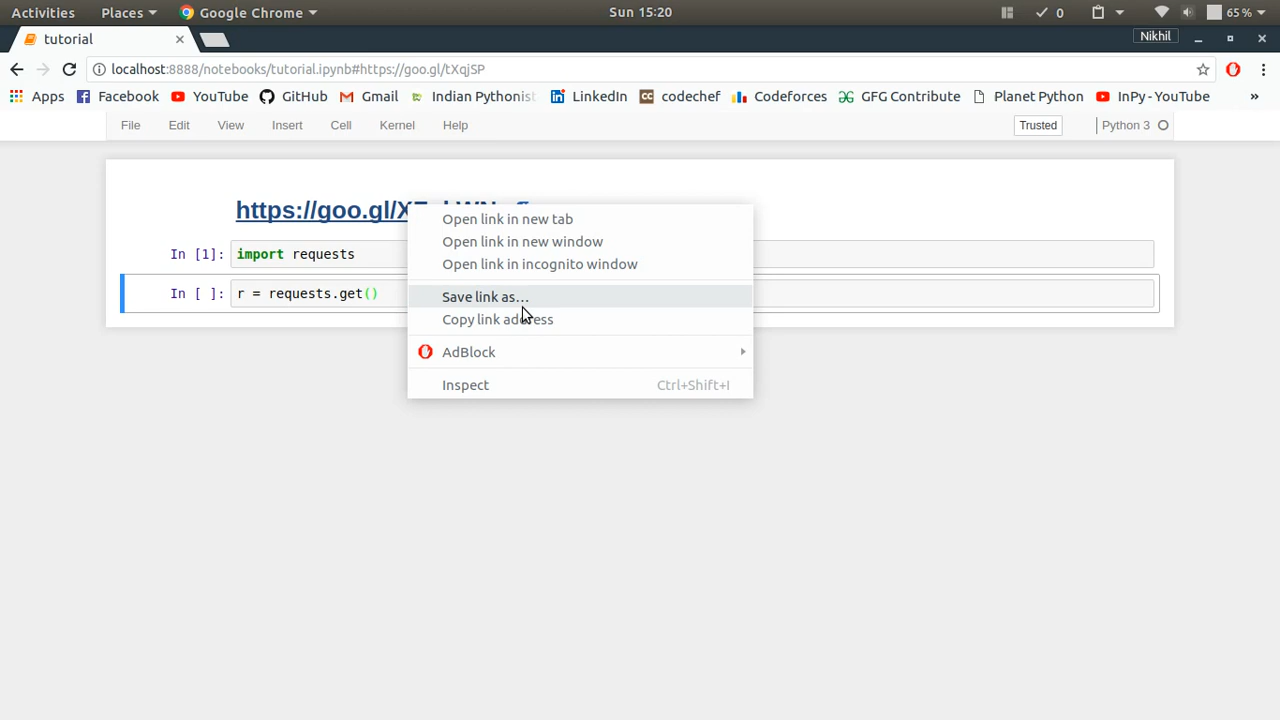 Activities Places Google Chrome Sun 15:20 0 65 %
tutorial Nikhil
localhost:8888/notebooks/tutorial.ipynb#https://goo.gl/tXqjSP
Apps Facebook YouTube GitHub Gmail Indian Pythonist LinkedIn codechef Codeforces GFG Contribute Planet Python InPy - YouTube »
File Edit View Insert Cell Kernel Help Trusted Python 3
https://goo.gl/
Open link in new tab
Open link in new window
Open link in incognito window
In [1]: import requests
In [ ]: r = requests.get()
Save link as...
Copy link address
AdBlock
Inspect Ctrl+Shift+I